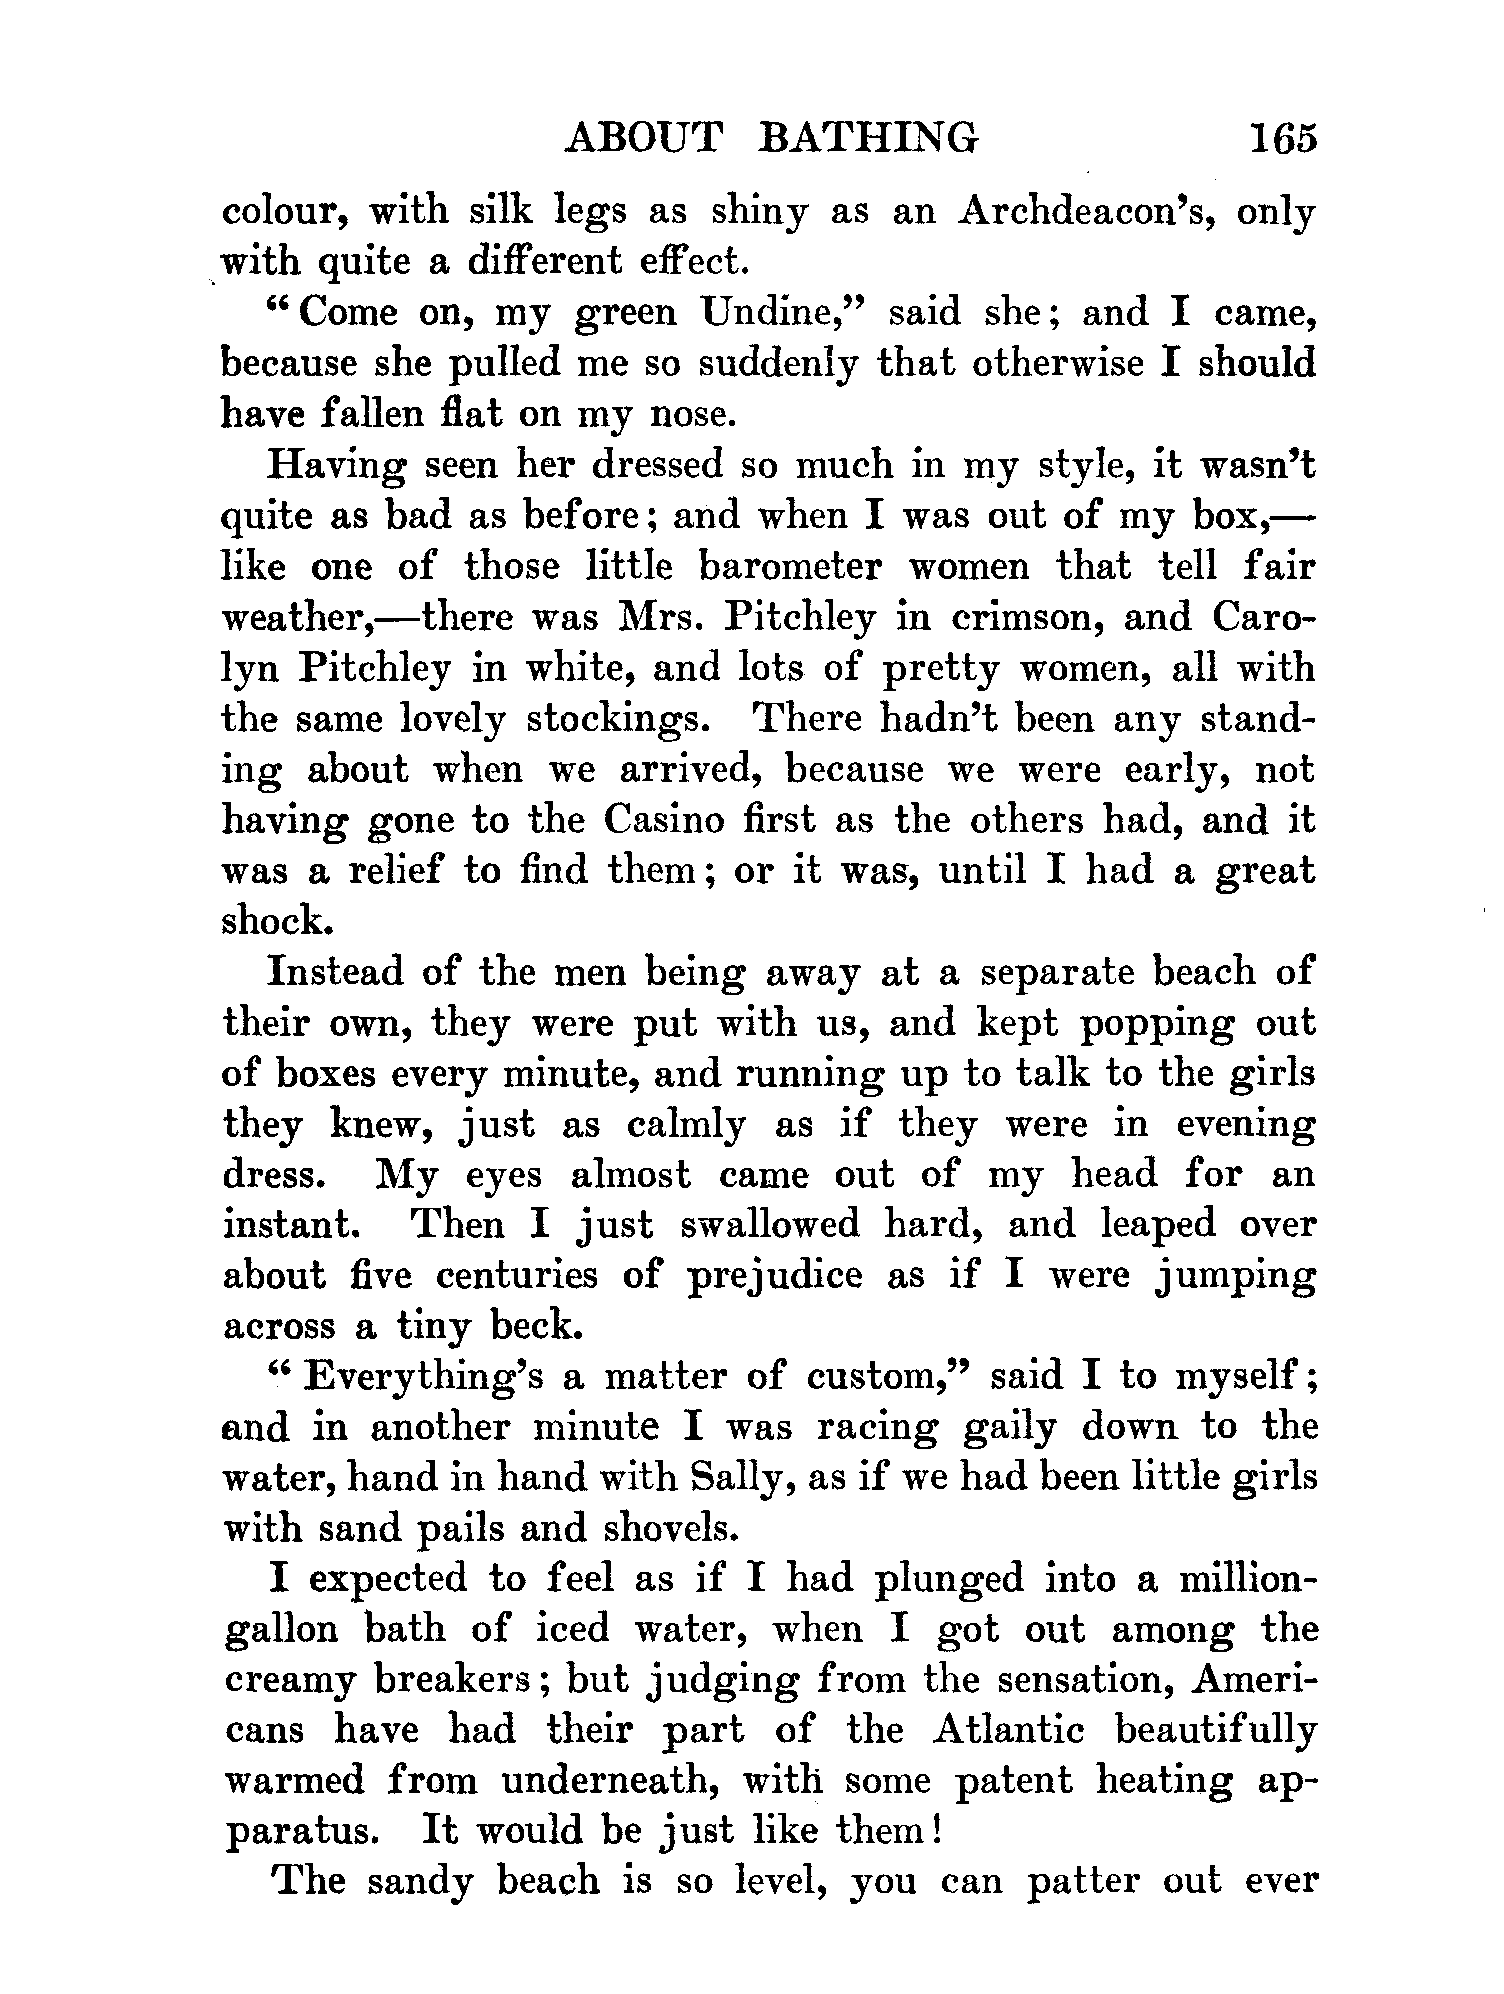 ABOUT BATHING 165
colour, with silk legs as shiny as an Archdeacon's, only
with quite a different effect.
"Come on, my green Undine," said she; and I came,
because she pulled me so suddenly that otherwise I should
have fallen flat on my nose.
Having seen her dressed so much in my style, it wasn't
quite as bad as before; and when I was out of my box,—
like one of those little barometer women that tell fair
weather,—there was Mrs. Pitchley in crimson, and Caro-
lyn Pitchley in white, and lots of pretty women, all with
the same lovely stockings. There hadn't been any stand-
ing about when we arrived, because we were early, not
having gone to the Casino first as the others had, and it
was a relief to find them; or it was, until I had a great
shock.
Instead of the men being away at a separate beach of
their own, they were put with us, and kept popping out
of boxes every minute, and running up to talk to the girls
they knew, just as calmly as if they were in evening
dress. My eyes almost came out of my head for an
instant. Then I just swallowed hard, and leaped over
about five centuries of prejudice as if I were jumping
across a tiny beck.
"Everything's a matter of custom," said I to myself;
and in another minute I was racing gaily down to the
water, hand in hand with Sally, as if we had been little girls
with sand pails and shovels.
I expected to feel as if I had plunged into a million-
gallon bath of iced water, when I got out among the
creamy breakers; but judging from the sensation, Ameri-
cans have had their part of the Atlantic beautifully
warmed from underneath, with some patent heating ap-
paratus. It would be just like them!
The sandy beach is so level, you can patter out ever